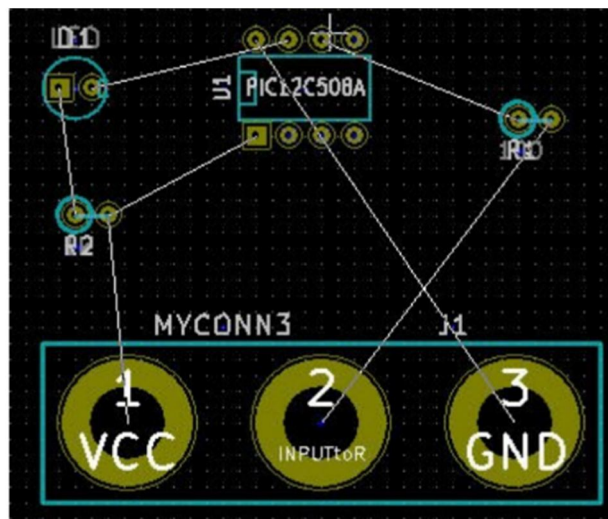 D1
U1
PIC12C508A
R1
R2
MYCONN3
J1
1
2
3
VCC
INPUTtoR
GND